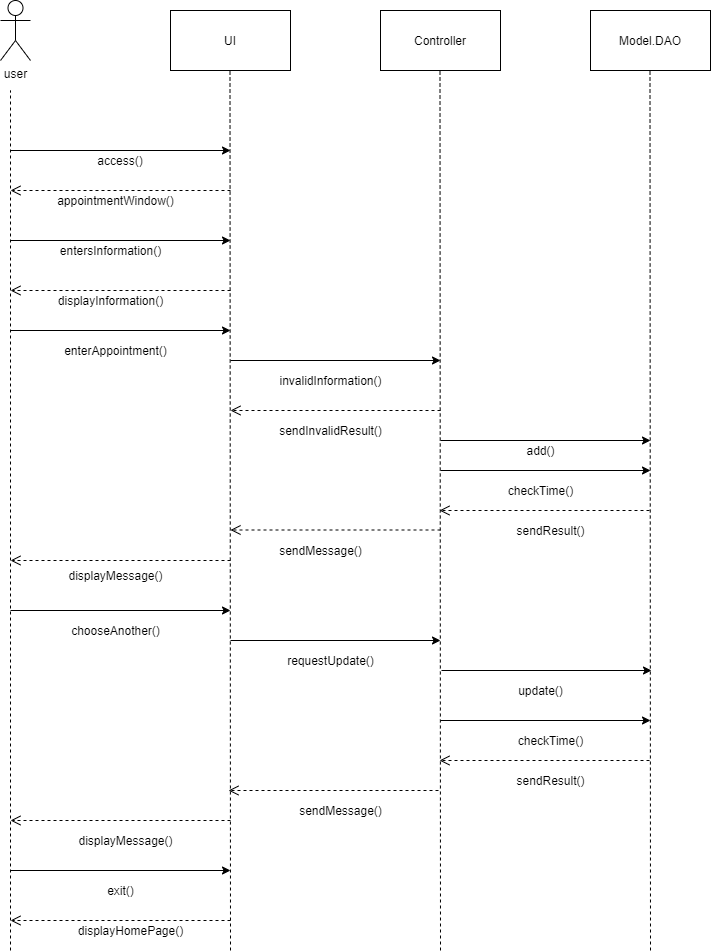 user
UI
Controller
Model.DAO
access()
appointmentWindow()
entersInformation()
displayInformation()
enterAppointment()
invalidInformation()
sendInvalidResult()
add()
checkTime()
sendResult()
sendMessage()
displayMessage()
chooseAnother()
requestUpdate()
update()
checkTime()
sendResult()
sendMessage()
displayMessage()
exit()
displayHomePage()